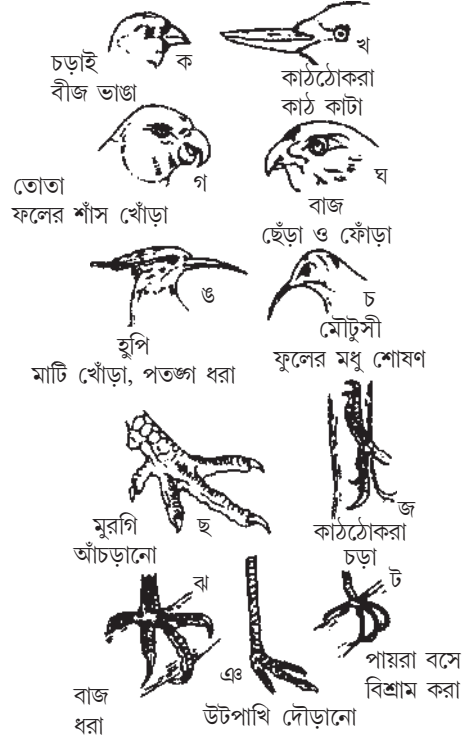 চড়াই
বীজ ভাঙা
ক
খ
কাঠঠোকরা
কাঠ কাটা
গ
তোতা
ফলের শাঁস খোঁড়া
ঘ
বাজ
ছেঁড়া ও ফোঁড়া
ঙ
হুপি
মাটি খোঁড়া, পতঙ্গ ধরা
চ
মৌটুসী
ফুলের মধু শোষণ
মুরগি
আঁচড়ানো
ছ
জ
কাঠঠোকরা
চড়া
ঝ
বাজ
ধরা
ঞ
উটপাখি দৌড়ানো
ট
পায়রা বসে
বিশ্রাম করা